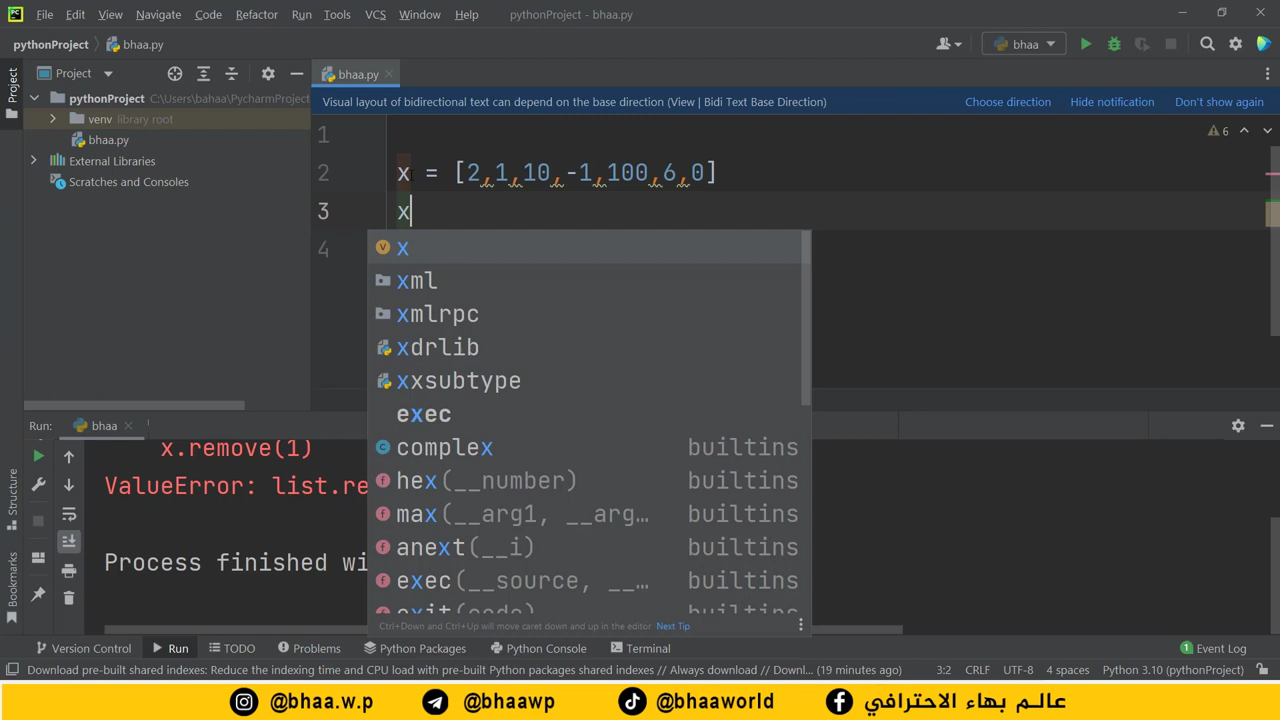 File Edit View Navigate Code Refactor Run Tools VCS Window Help pythonProject - bhaa.py
pythonProject bhaa.py bhaa
Project bhaa.py
Project
pythonProject C:\Users\bahaa\PycharmProject
venv library root
bhaa.py
External Libraries
Scratches and Consoles
Visual layout of bidirectional text can depend on the base direction (View | Bidi Text Base Direction) Choose direction Hide notification Don't show again
1
6
2 x = [2,1,10,-1,100,6,0]
3 x
4
x
xml
xmlrpc
xdrlib
xxsubtype
exec
complex builtins
hex(__number) builtins
max(__arg1, __arg… builtins
anext(__i) builtins
exec(__source, __… builtins
exit(code) builtins
Ctrl+Down and Ctrl+Up will move caret down and up in the editor Next Tip
Run: bhaa
x.remove(1)
ValueError: list.re
Process finished wi
Structure
Bookmarks
Version Control Run TODO Problems Python Packages Python Console Terminal 1 Event Log
Download pre-built shared indexes: Reduce the indexing time and CPU load with pre-built Python packages shared indexes // Always download // Downl... (19 minutes ago) 3:2 CRLF UTF-8 4 spaces Python 3.10 (pythonProject)
@bhaa.w.p @bhaawp @bhaaworld عالم بهاء الاحترافي